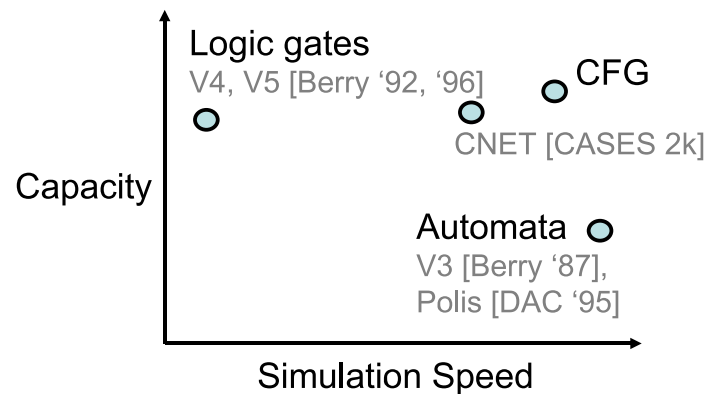 Logic gates
V4, V5 [Berry ‘92, ‘96]
CFG
CNET [CASES 2k]
Capacity
Automata
V3 [Berry ‘87],
Polis [DAC ‘95]
Simulation Speed